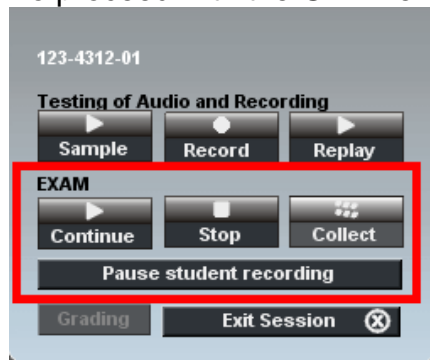 123-4312-01
Testing of Audio and Recording
Sample Record Replay
EXAM
Continue Stop Collect
Pause student recording
Grading Exit Session